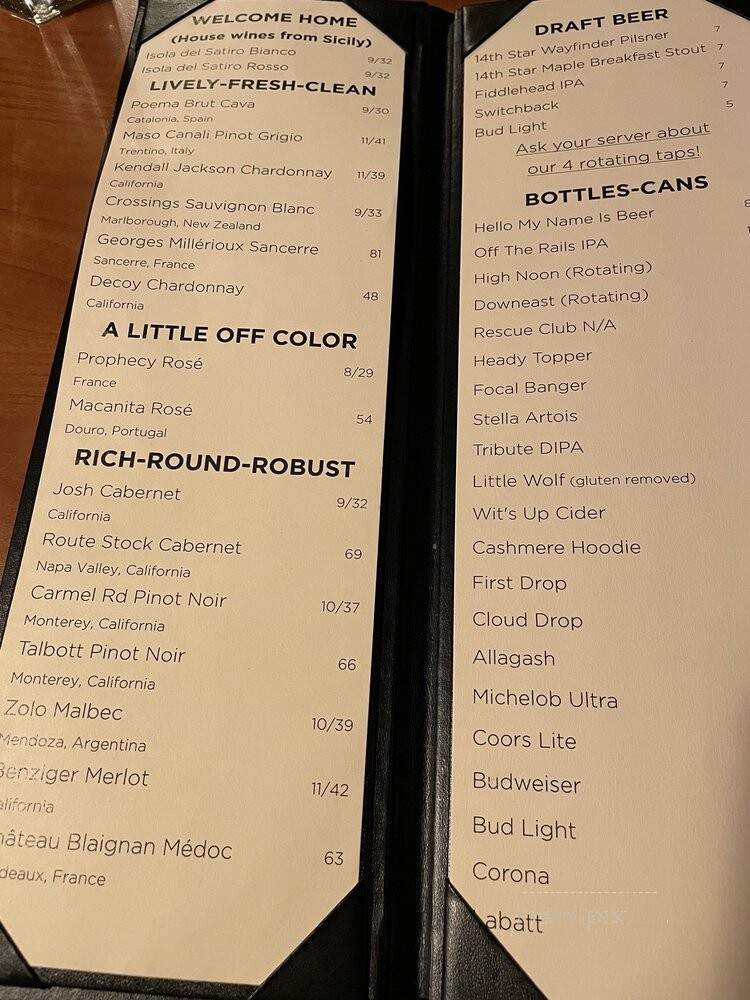 WELCOME HOME
(House wines from Sicily)
Isola del Satiro Bianco 9/32
Isola del Satiro Rosso 9/32
LIVELY-FRESH-CLEAN
Poema Brut Cava 9/30
Catalonia, Spain
Maso Canali Pinot Grigio 11/41
Trentino, Italy
Kendall Jackson Chardonnay 11/39
California
Crossings Sauvignon Blanc 9/33
Marlborough, New Zealand
Georges Millérioux Sancerre 81
Sancerre, France
Decoy Chardonnay 48
California
A LITTLE OFF COLOR
Prophecy Rosé 8/29
France
Macanita Rosé 54
Douro, Portugal
RICH-ROUND-ROBUST
Josh Cabernet 9/32
California
Route Stock Cabernet 69
Napa Valley, California
Carmel Rd Pinot Noir 10/37
Monterey, California
Talbott Pinot Noir 66
Monterey, California
Zolo Malbec 10/39
Mendoza, Argentina
Benziger Merlot 11/42
alifornia
hâteau Blaignan Médoc 63
deaux, France
DRAFT BEER
14th Star Wayfinder Pilsner 7
14th Star Maple Breakfast Stout 7
Fiddlehead IPA 7
Switchback 7
Bud Light 5
Ask your server about
our 4 rotating taps!
BOTTLES-CANS
Hello My Name Is Beer
Off The Rails IPA
High Noon (Rotating)
Downeast (Rotating)
Rescue Club N/A
Heady Topper
Focal Banger
Stella Artois
Tribute DIPA
Little Wolf (gluten removed)
Wit's Up Cider
Cashmere Hoodie
First Drop
Cloud Drop
Allagash
Michelob Ultra
Coors Lite
Budweiser
Bud Light
Corona
abatt